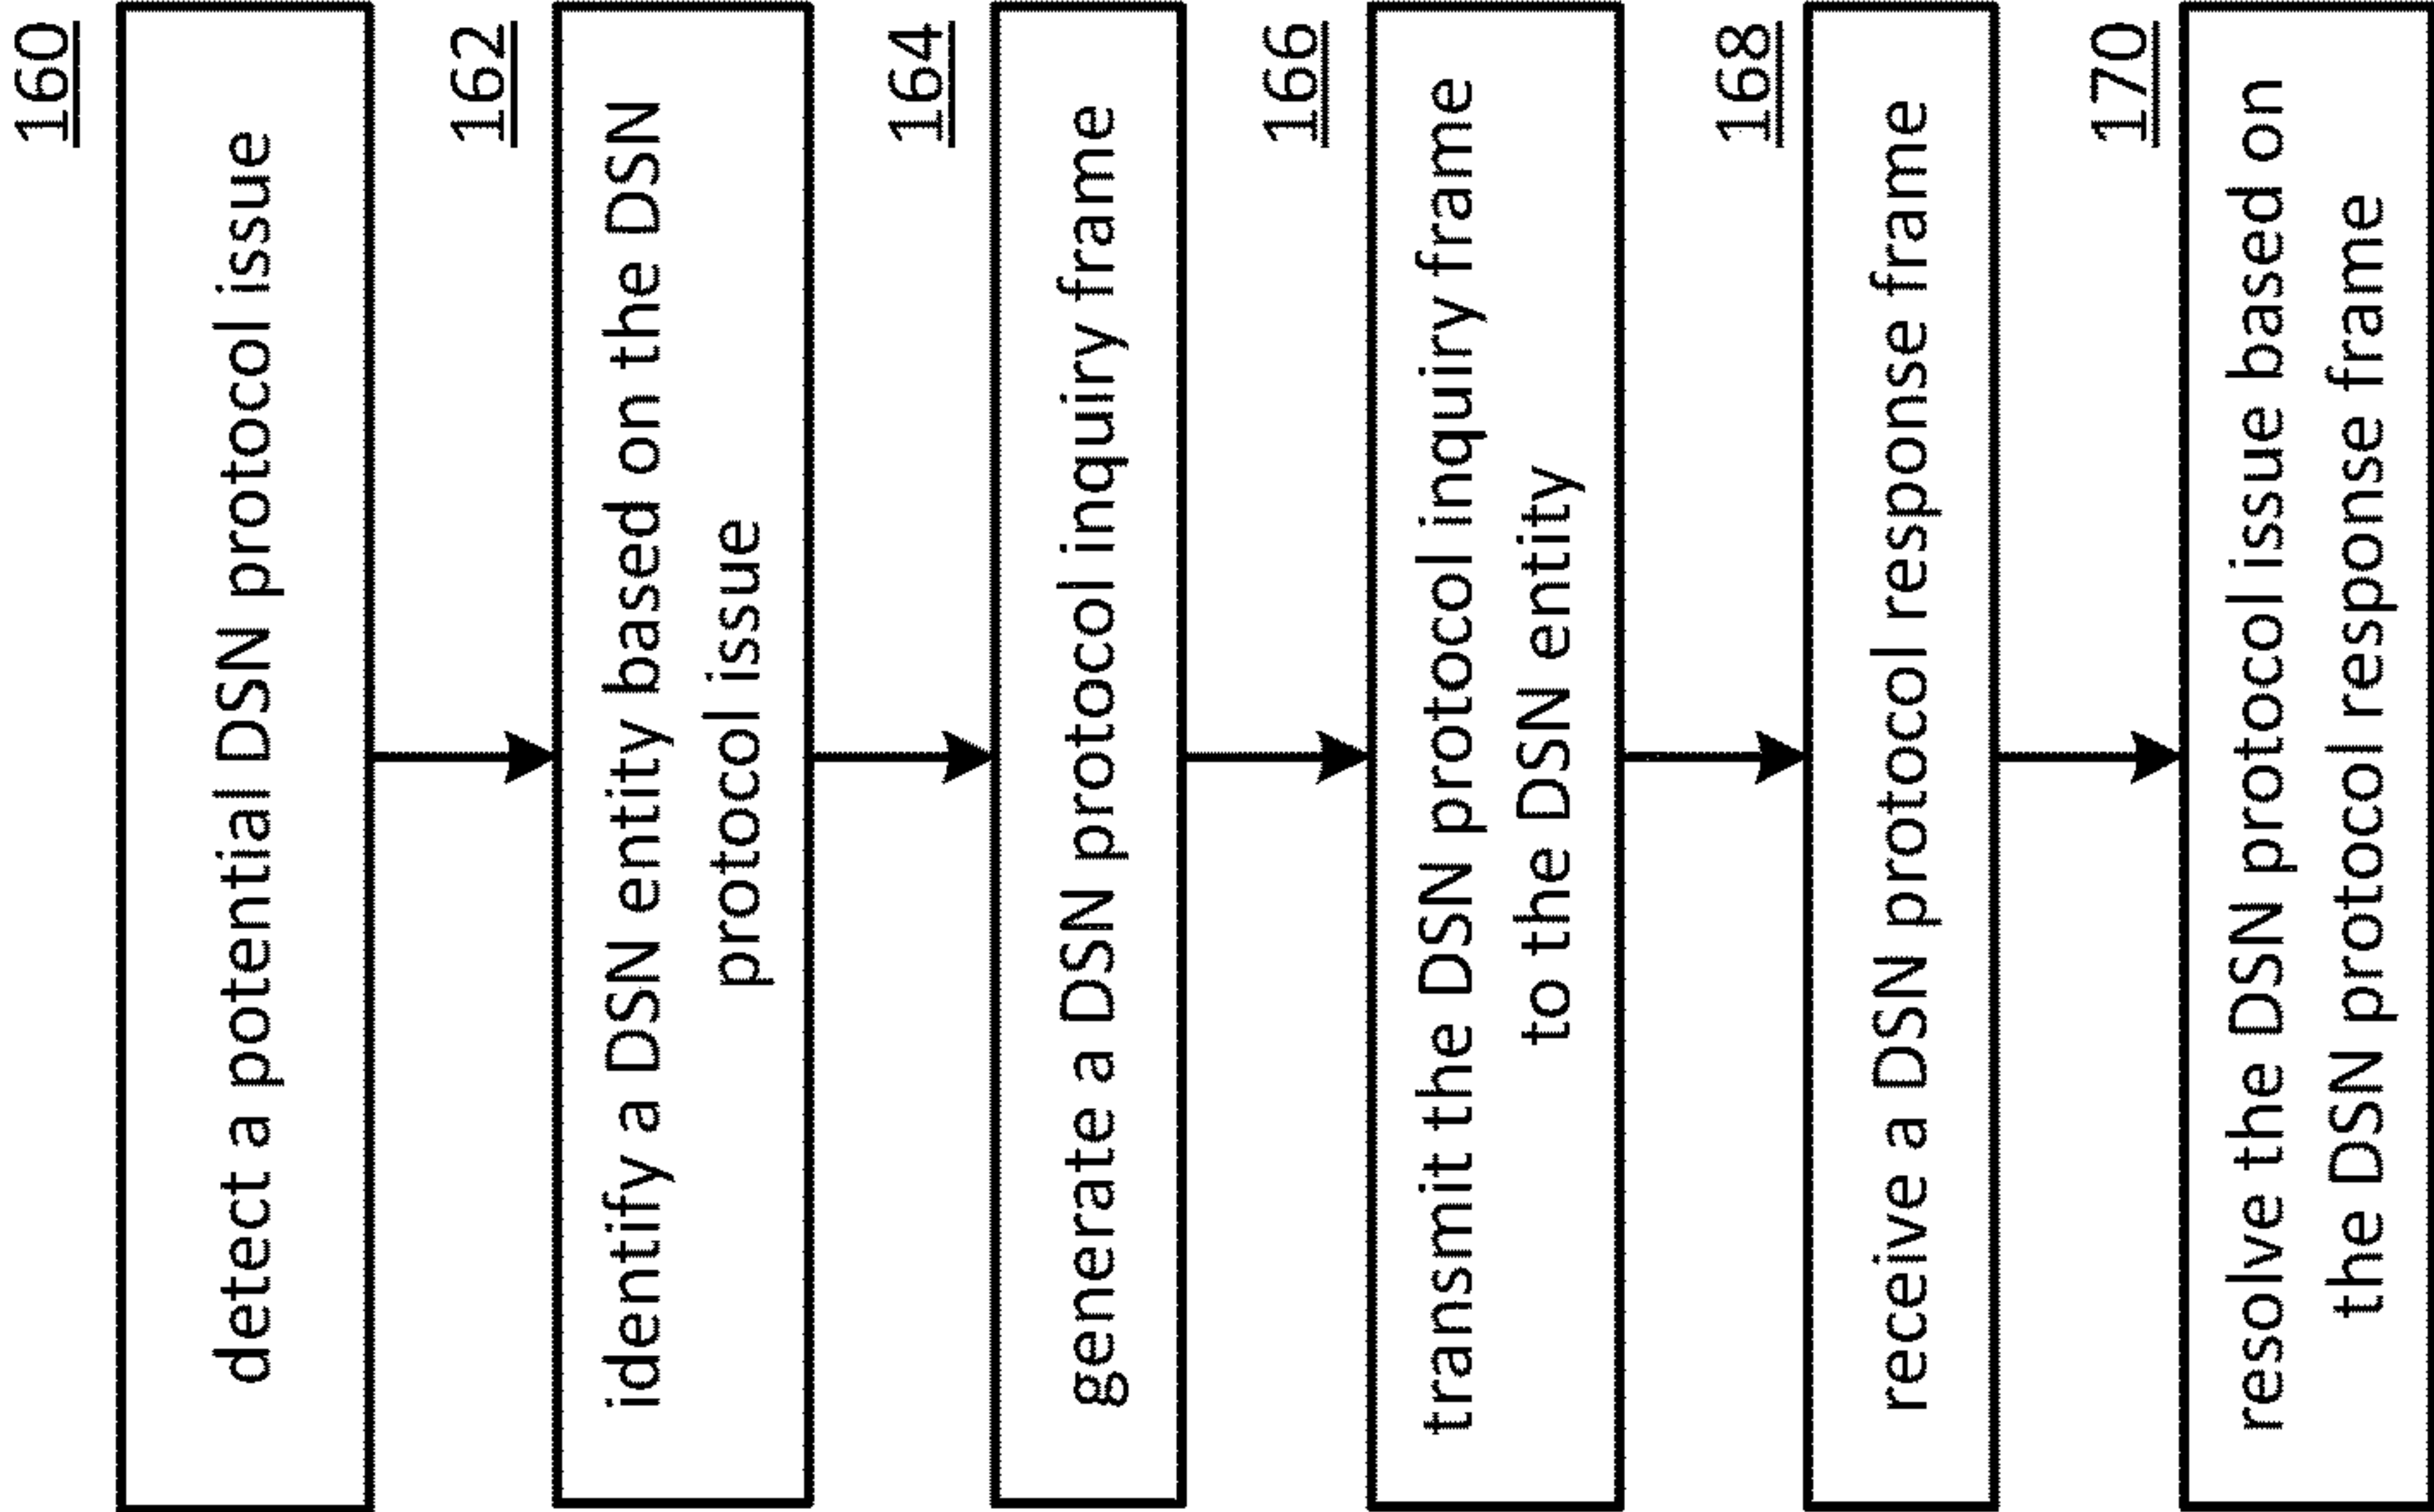 160
detect a potential DSN protocol issue
162
identify a DSN entity based on the DSN
protocol issue
164
generate a DSN protocol inquiry frame
166
transmit the DSN protocol inquiry frame
to the DSN entity
168
receive a DSN protocol response frame
170
resolve the DSN protocol issue based on
the DSN protocol response frame